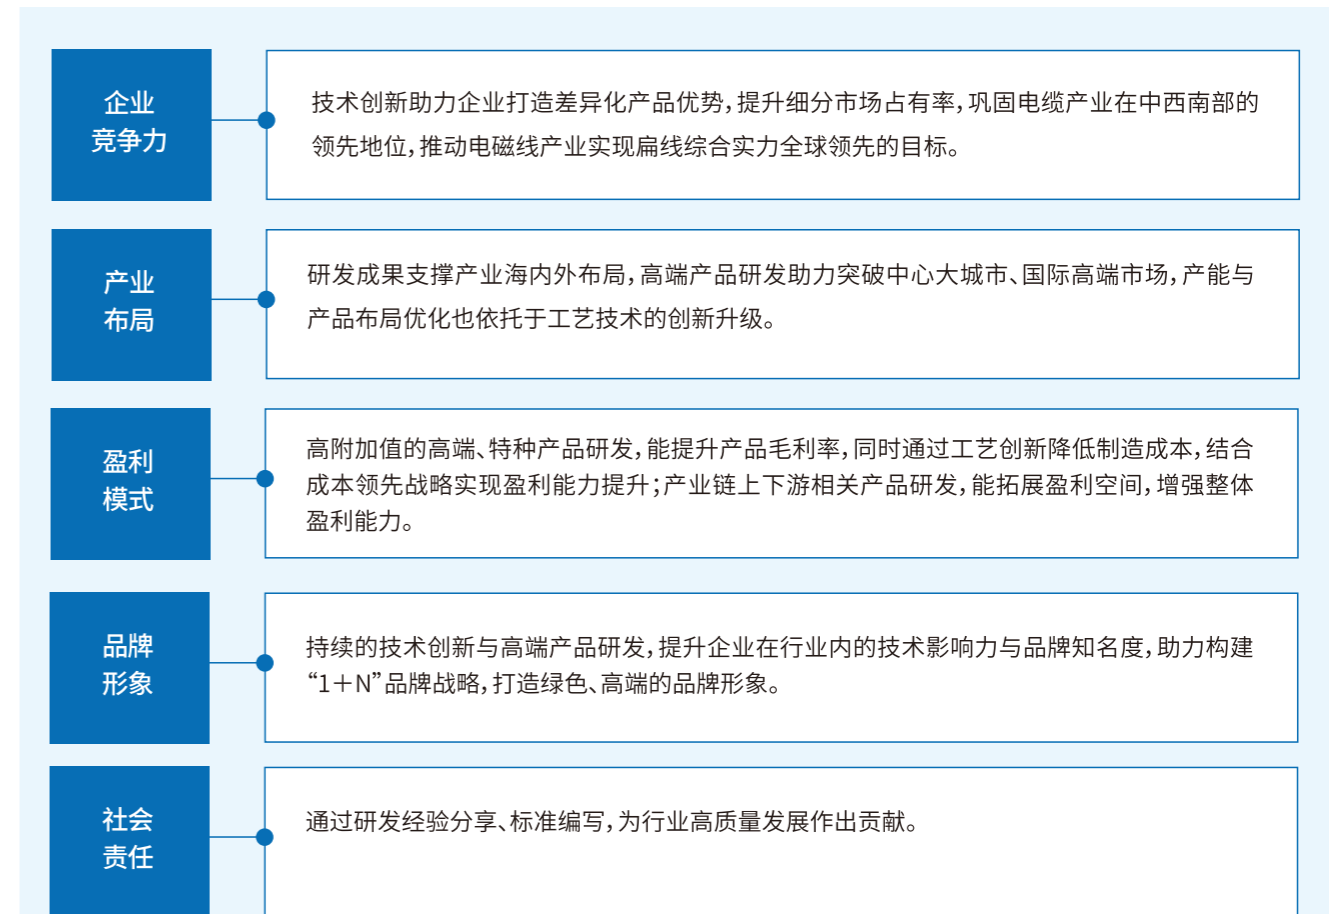 企业
竞争力
技术创新助力企业打造差异化产品优势，提升细分市场占有率，巩固电缆产业在中西南部的
领先地位，推动电磁线产业实现扁线综合实力全球领先的目标。
产业
布局
研发成果支撑产业海内外布局，高端产品研发助力突破中心大城市、国际高端市场，产能与
产品布局优化也依托于工艺技术的创新升级。
盈利
模式
高附加值的高端、特种产品研发，能提升产品毛利率，同时通过工艺创新降低制造成本，结合
成本领先战略实现盈利能力提升；产业链上下游相关产品研发，能拓展盈利空间，增强整体
盈利能力。
品牌
形象
持续的技术创新与高端产品研发，提升企业在行业内的技术影响力与品牌知名度，助力构建
“1＋N”品牌战略，打造绿色、高端的品牌形象。
社会
责任
通过研发经验分享、标准编写，为行业高质量发展作出贡献。